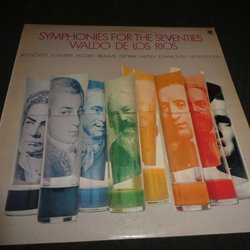 SYMPHONIES FOR THE SEVENTIES
WALDO DE LOS RIOS
BEETHOVEN SCHUBERT MOZART BRAHMS DVORAK HAYDN TCHAIKOVSKY MENDELSSOHN